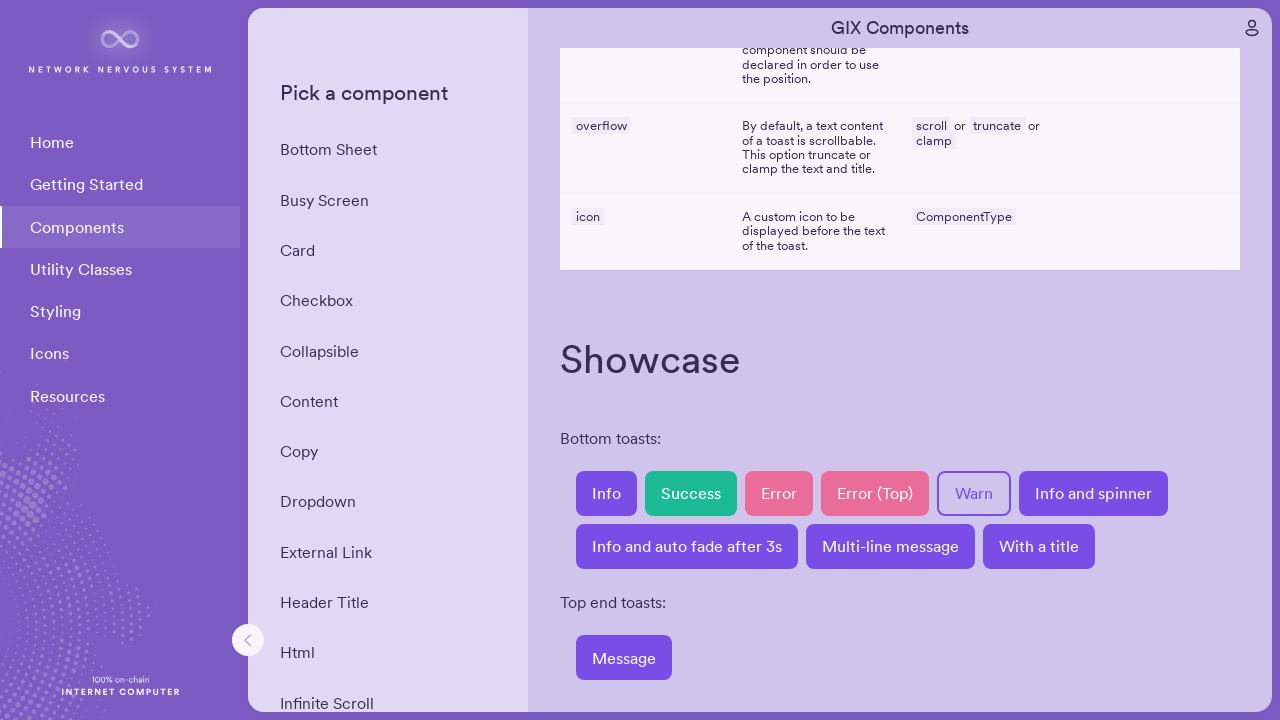 NETWORK NERVOUS SYSTEM
Home
Getting Started
Components
Utility Classes
Styling
Icons
Resources
100% on-chain
INTERNET COMPUTER
Pick a component
Bottom Sheet
Busy Screen
Card
Checkbox
Collapsible
Content
Copy
Dropdown
External Link
Header Title
Html
Infinite Scroll
GIX Components
component should be
declared in order to use
the position.
overflow
By default, a text content
of a toast is scrollable.
This option truncate or
clamp the text and title.
scroll or truncate or
clamp
icon
A custom icon to be
displayed before the text
of the toast.
ComponentType
Showcase
Bottom toasts:
Info Success Error Error (Top) Warn Info and spinner
Info and auto fade after 3s Multi-line message With a title
Top end toasts:
Message